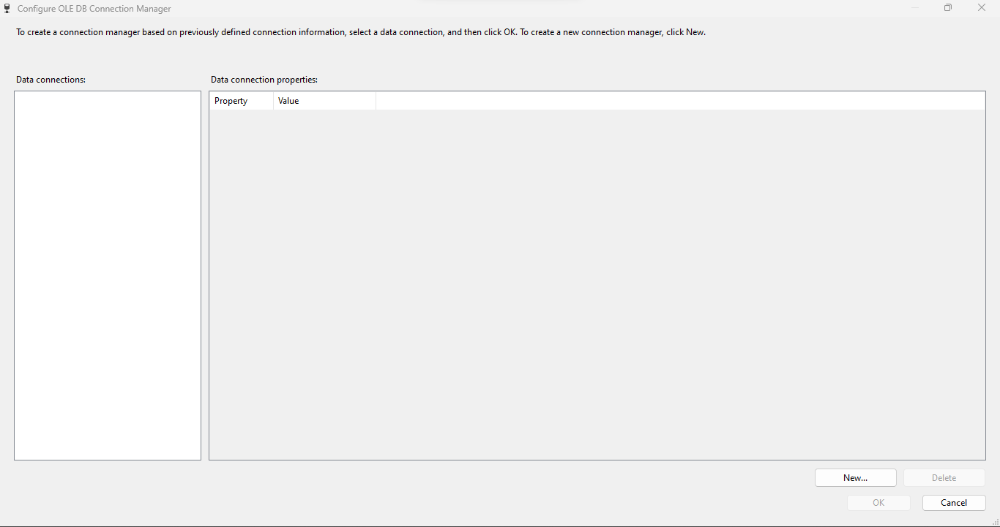 Configure OLE DB Connection Manager
To create a connection manager based on previously defined connection information, select a data connection, and then click OK. To create a new connection manager, click New.
Data connections:
Data connection properties:
Property
Value
New...
Delete
OK
Cancel